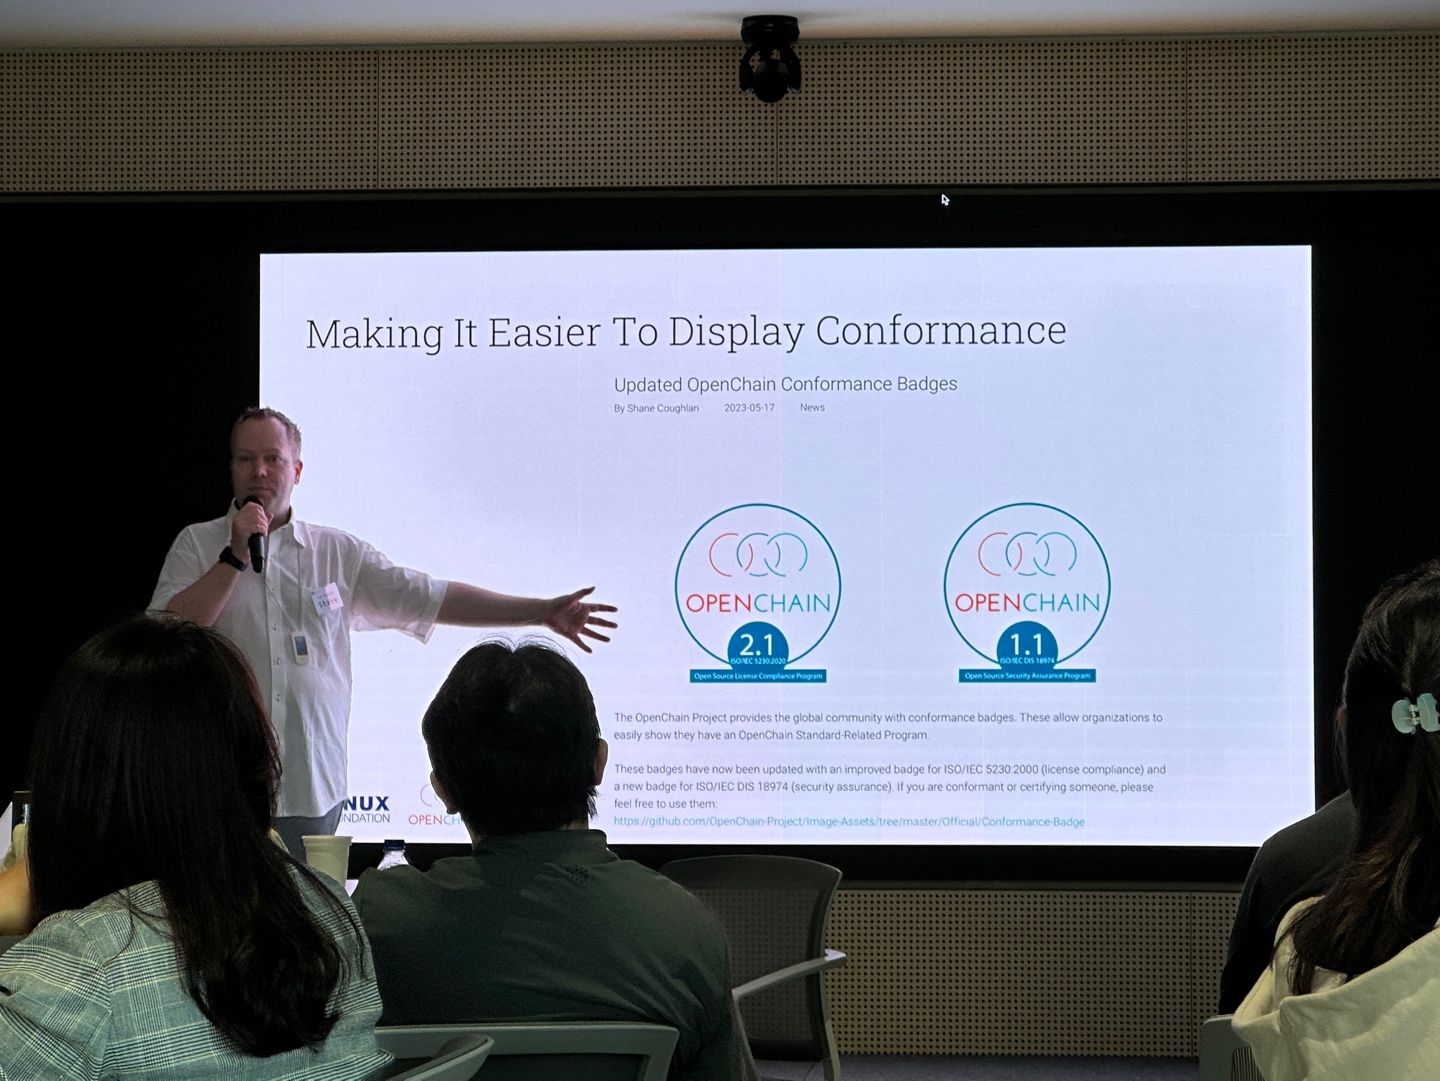 Making It Easier To Display Conformance
Updated OpenChain Conformance Badges
By Shane Coughlan 2023-05-17 News
OPENCHAIN
2.1
ISO/IEC 5230:2020
Open Source License Compliance Program
OPENCHAIN
1.1
ISO/IEC DIS 18974
Open Source Security Assurance Program
Shane
The OpenChain Project provides the global community with conformance badges. These allow organizations to
easily show they have an OpenChain Standard-Related Program.
These badges have now been updated with an improved badge for ISO/IEC 5230:2000 (license compliance) and
a new badge for ISO/IEC DIS 18974 (security assurance). If you are conformant or certifying someone, please
feel free to use them:
https://github.com/OpenChain-Project/Image-Assets/tree/master/Official/Conformance-Badge
NUX
NDATION
OPENCH